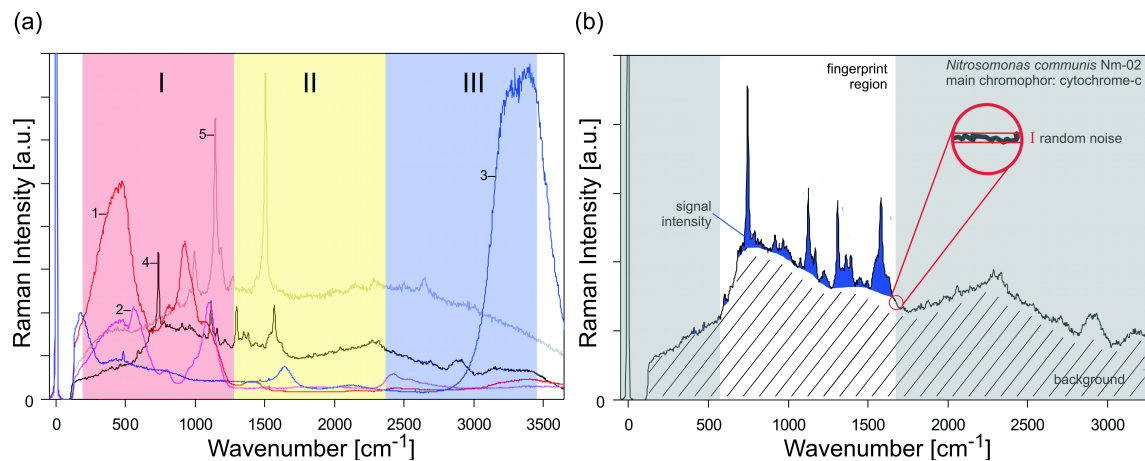 (a)
I
II
III
5
3
1
4
2
Raman Intensity [a.u.]
0
0
500
1000
1500
2000
2500
3000
3500
Wavenumber [cm-1]
(b)
fingerprint
region
Nitrosomonas communis Nm-02
main chromophor: cytochrome-c
I random noise
signal
intensity
background
Raman Intensity [a.u.]
0
0
500
1000
1500
2000
2500
3000
Wavenumber [cm-1]